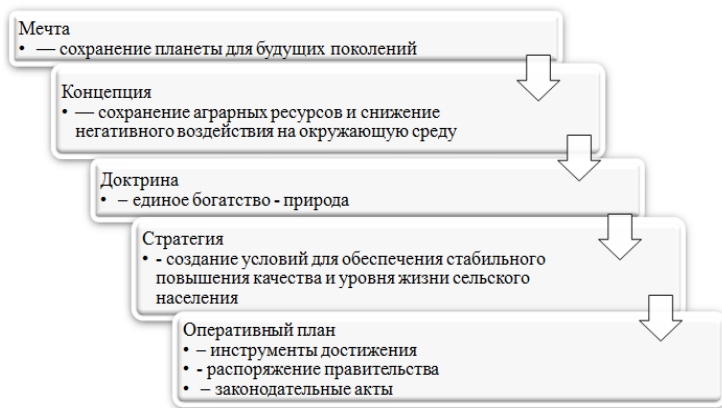 Мечта
• — сохранение планеты для будущих поколений
Концепция
• — сохранение аграрных ресурсов и снижение
негативного воздействия на окружающую среду
Доктрина
• – единое богатство - природа
Стратегия
• - создание условий для обеспечения стабильного
повышения качества и уровня жизни сельского
населения
Оперативный план
• – инструменты достижения
• - распоряжение правительства
• – законодательные акты